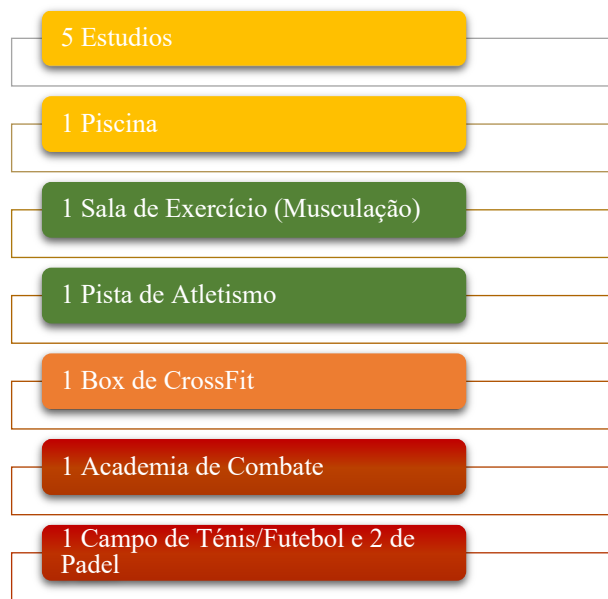 5 Estudios
1 Piscina
1 Sala de Exercício (Musculação)
1 Pista de Atletismo
1 Box de CrossFit
1 Academia de Combate
1 Campo de Ténis/Futebol e 2 de
Padel